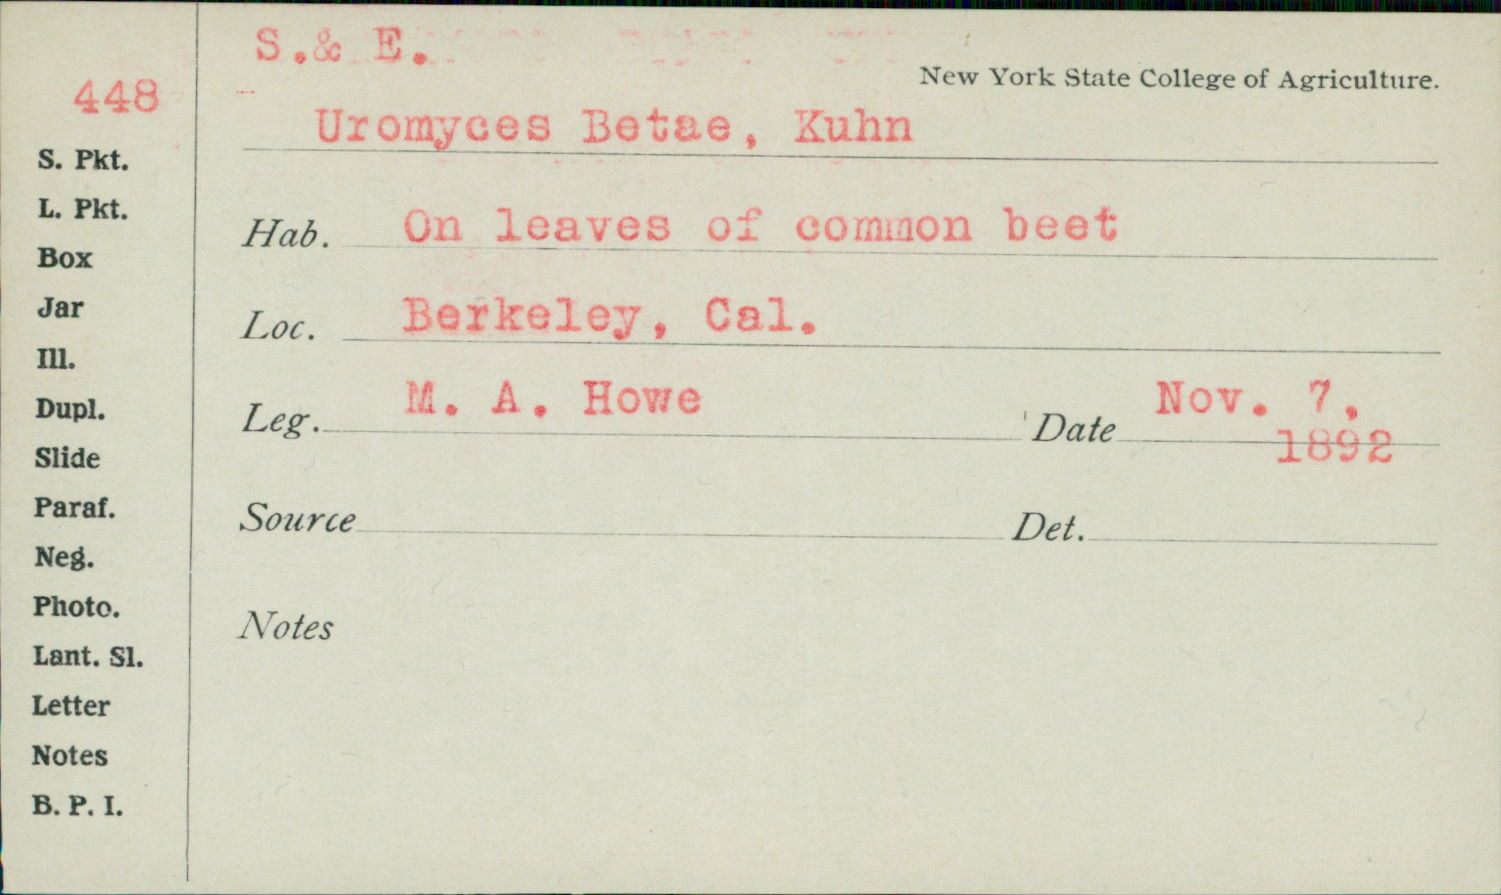 448
S. Pkt.
L. Pkt.
Box
Jar
Ill.
Dupl.
Slide
Paraf.
Neg.
Photo.
Lant. Sl.
Letter
Notes
B. P. I.
S.& E.
New York State College of Agriculture.
Uromyces Betae, Kuhn
Hab. On leaves of common beet
Loc. Berkeley, Cal.
Leg. M. A. Howe Date Nov. 7,
1892
Source Det.
Notes